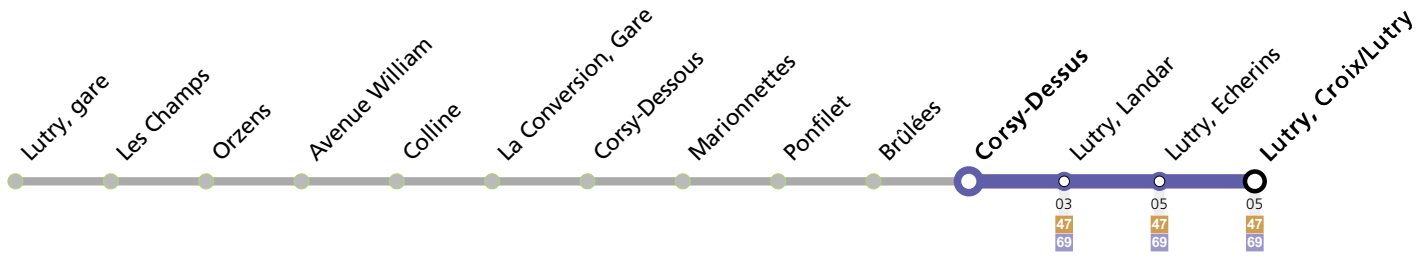 Lutry, gare
Les Champs
Orzens
Avenue William
Colline
La Conversion, Gare
Corsy-Dessous
Marionnettes
Ponfilet
Brûlées
Corsy-Dessus
Lutry, Landar
Lutry, Echerins
Lutry, Croix/Lutry
03 05 05
47 47 47
69 69 69